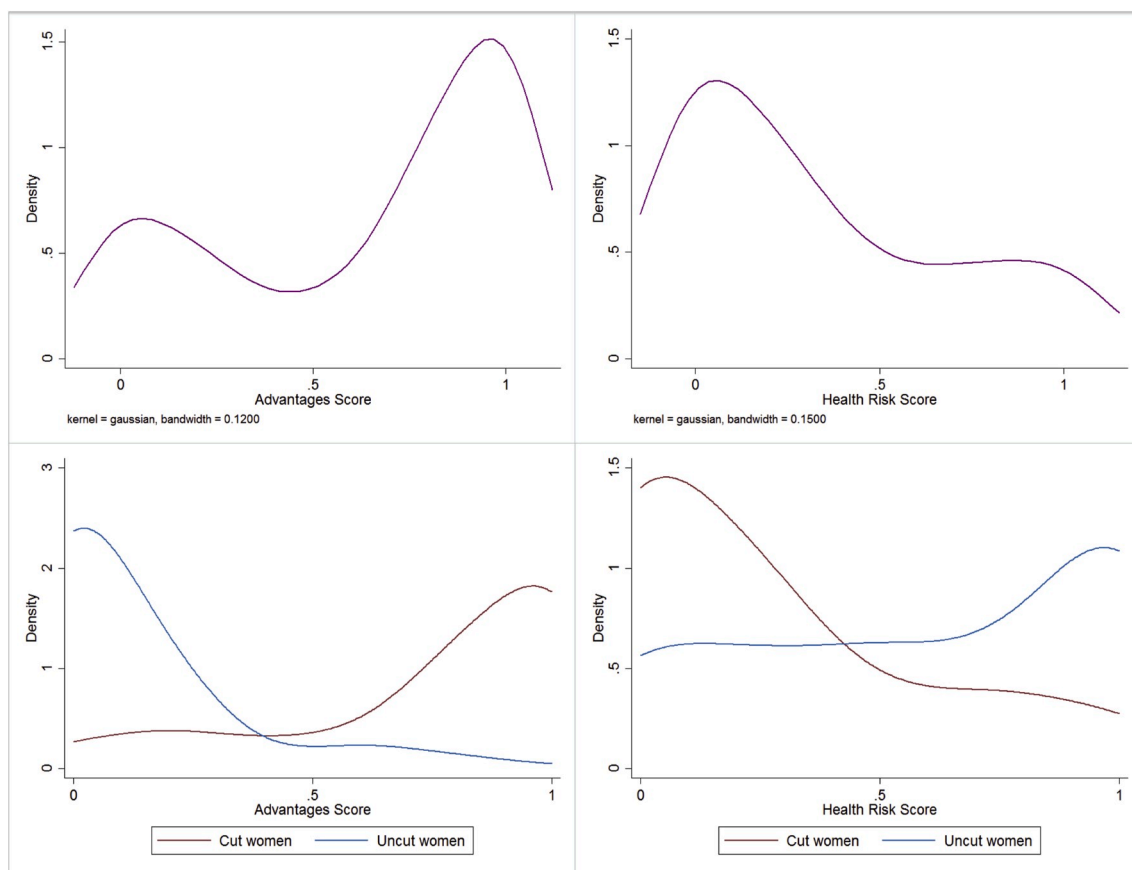 1.5
1
.5
0
Density
0
.5
1
Advantages Score
kernel = gaussian, bandwidth = 0.1200
1.5
1
.5
0
Density
0
.5
1
Health Risk Score
kernel = gaussian, bandwidth = 0.1500
3
2
1
0
Density
0
.5
1
Advantages Score
Cut women
Uncut women
1.5
1
.5
0
Density
0
.5
1
Health Risk Score
Cut women
Uncut women